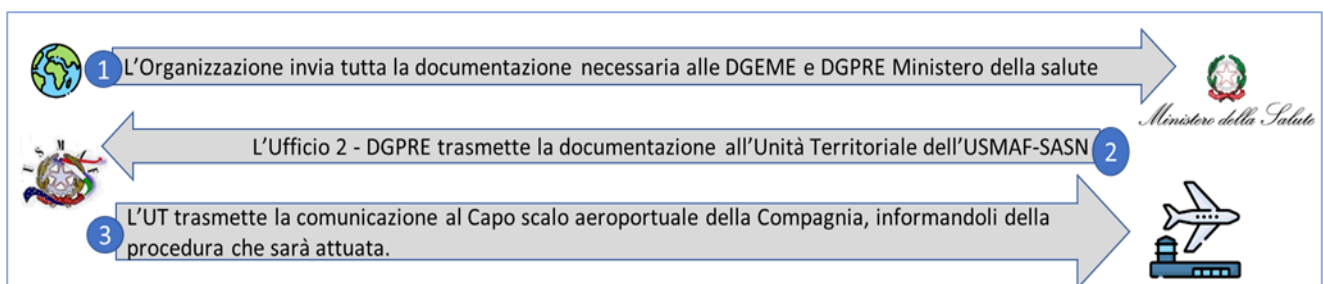 1 L'Organizzazione invia tutta la documentazione necessaria alle DGEME e DGPRE Ministero della salute
Ministero della Salute
L'Ufficio 2 - DGPRE trasmette la documentazione all'Unità Territoriale dell'USMAF-SASN 2
U S M A F
3 L'UT trasmette la comunicazione al Capo scalo aeroportuale della Compagnia, informandoli della
procedura che sarà attuata.